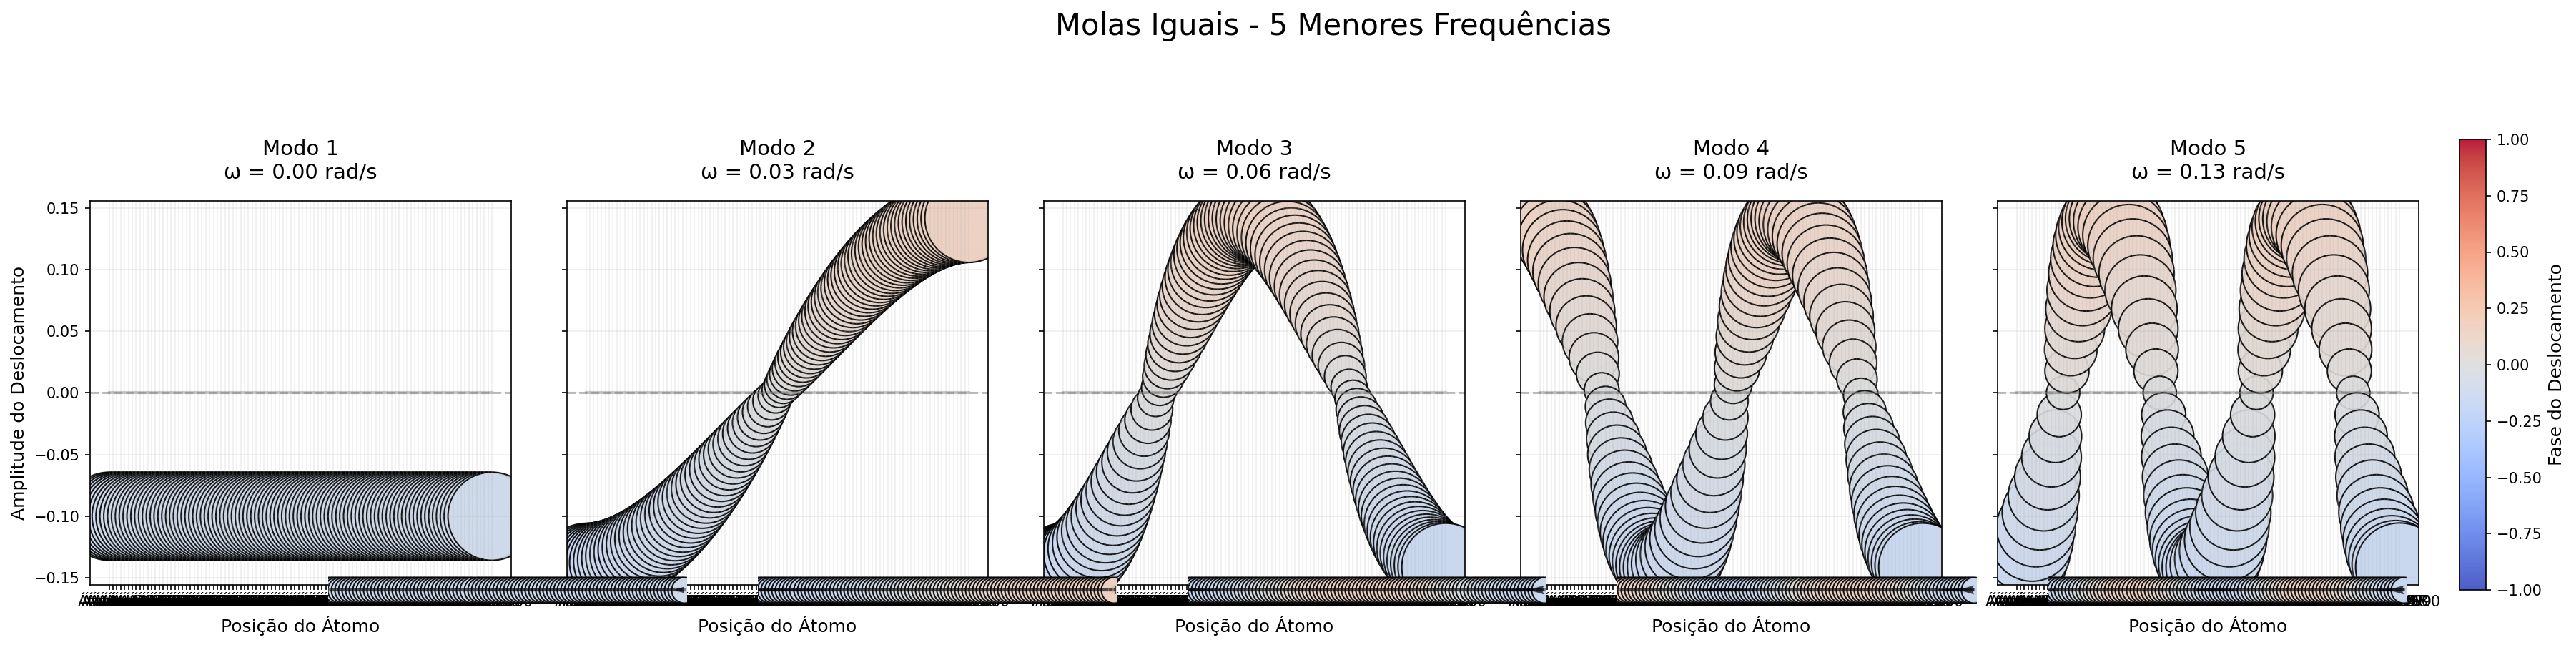 Molas Iguais - 5 Menores Frequências
Modo 1
ω = 0.00 rad/s
Modo 2
ω = 0.03 rad/s
Modo 3
ω = 0.06 rad/s
Modo 4
ω = 0.09 rad/s
Modo 5
ω = 0.13 rad/s
Amplitude do Deslocamento
0.15
0.10
0.05
0.00
−0.05
−0.10
−0.15
Posição do Átomo
Posição do Átomo
Posição do Átomo
Posição do Átomo
Posição do Átomo
1.00
0.75
0.50
0.25
0.00
−0.25
−0.50
−0.75
−1.00
Fase do Deslocamento